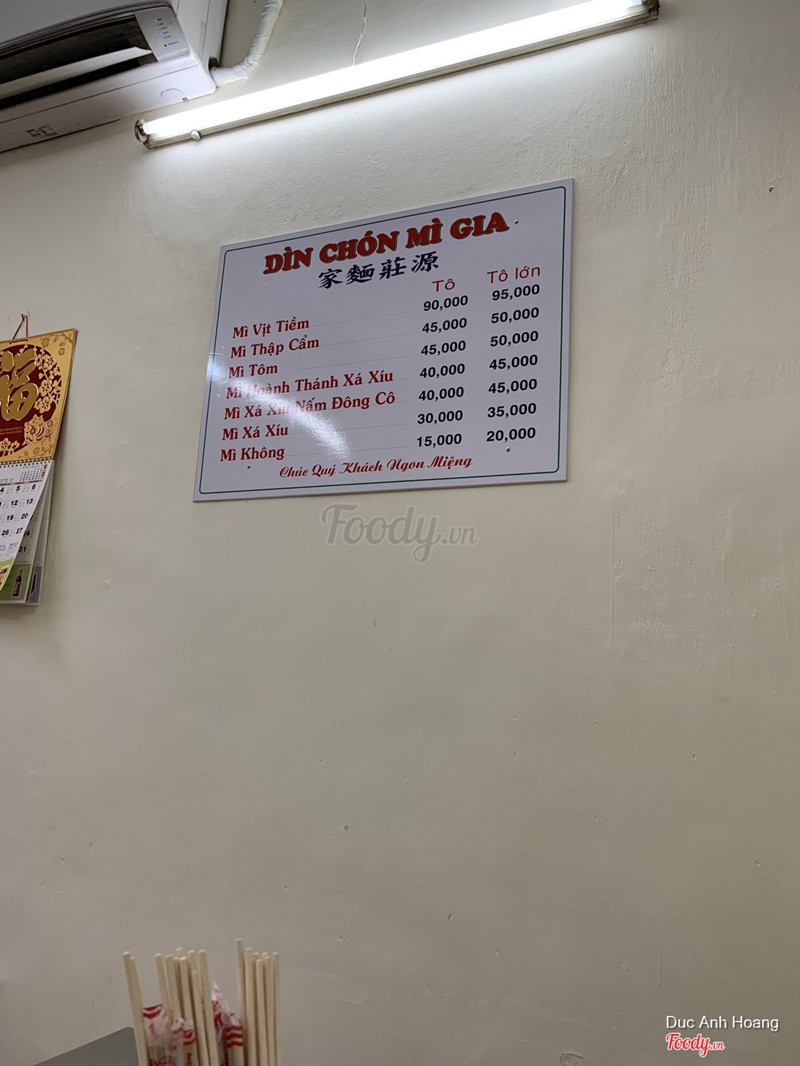 DÌN CHÓN MÌ GIA
家麵莊源
Tô Tô lớn
Mì Vịt Tiềm 90,000 95,000
Mì Thập Cẩm 45,000 50,000
Mì Tôm 45,000 50,000
Mì Hoành Thánh Xá Xíu 40,000 45,000
Mì Xá Xíu Nấm Đông Cô 40,000 45,000
Mì Xá Xíu 30,000 35,000
Mì Không 15,000 20,000
Chúc Quý Khách Ngon Miệng
福
Foody.vn
Duc Anh Hoang
Foody.vn